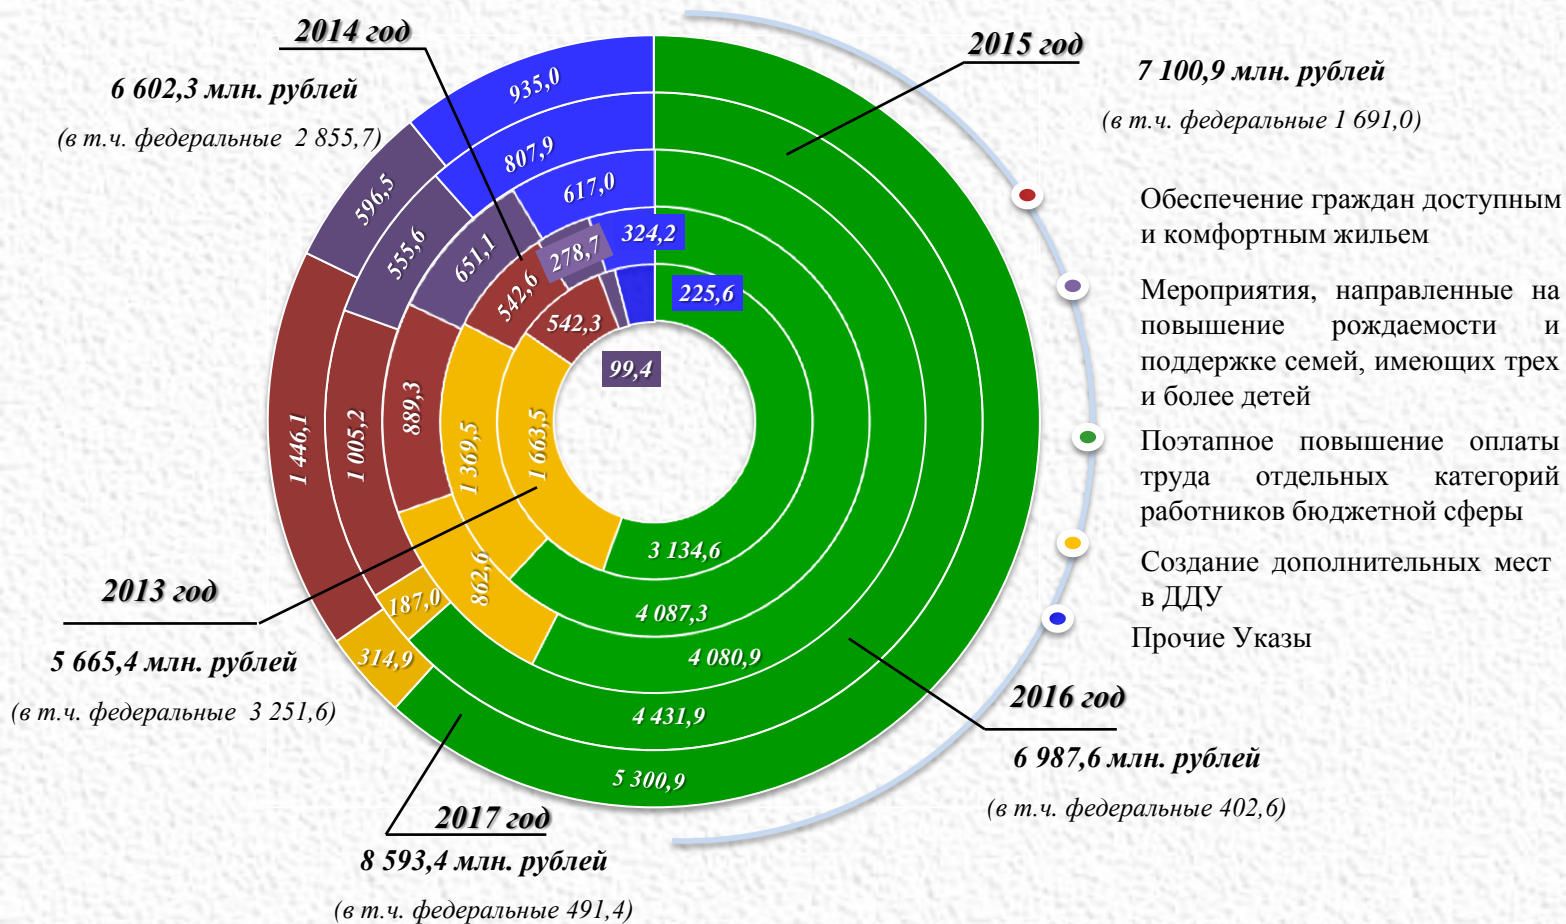 2014 год
6 602,3 млн. рублей
(в т.ч. федеральные 2 855,7)
2015 год
7 100,9 млн. рублей
(в т.ч. федеральные 1 691,0)
935,0
807,9
617,0
324,2
225,6
596,5
555,6
651,1
278,7
99,4
1 446,1
1 005,2
889,3
542,6
542,3
314,9
187,0
862,6
1 369,5
1 663,5
3 134,6
4 087,3
4 080,9
4 431,9
5 300,9
Обеспечение граждан доступным
и комфортным жильем
Мероприятия, направленные на
повышение рождаемости и
поддержке семей, имеющих трех
и более детей
Поэтапное повышение оплаты
труда отдельных категорий
работников бюджетной сферы
Создание дополнительных мест
в ДДУ
Прочие Указы
2013 год
5 665,4 млн. рублей
(в т.ч. федеральные 3 251,6)
2016 год
6 987,6 млн. рублей
(в т.ч. федеральные 402,6)
2017 год
8 593,4 млн. рублей
(в т.ч. федеральные 491,4)